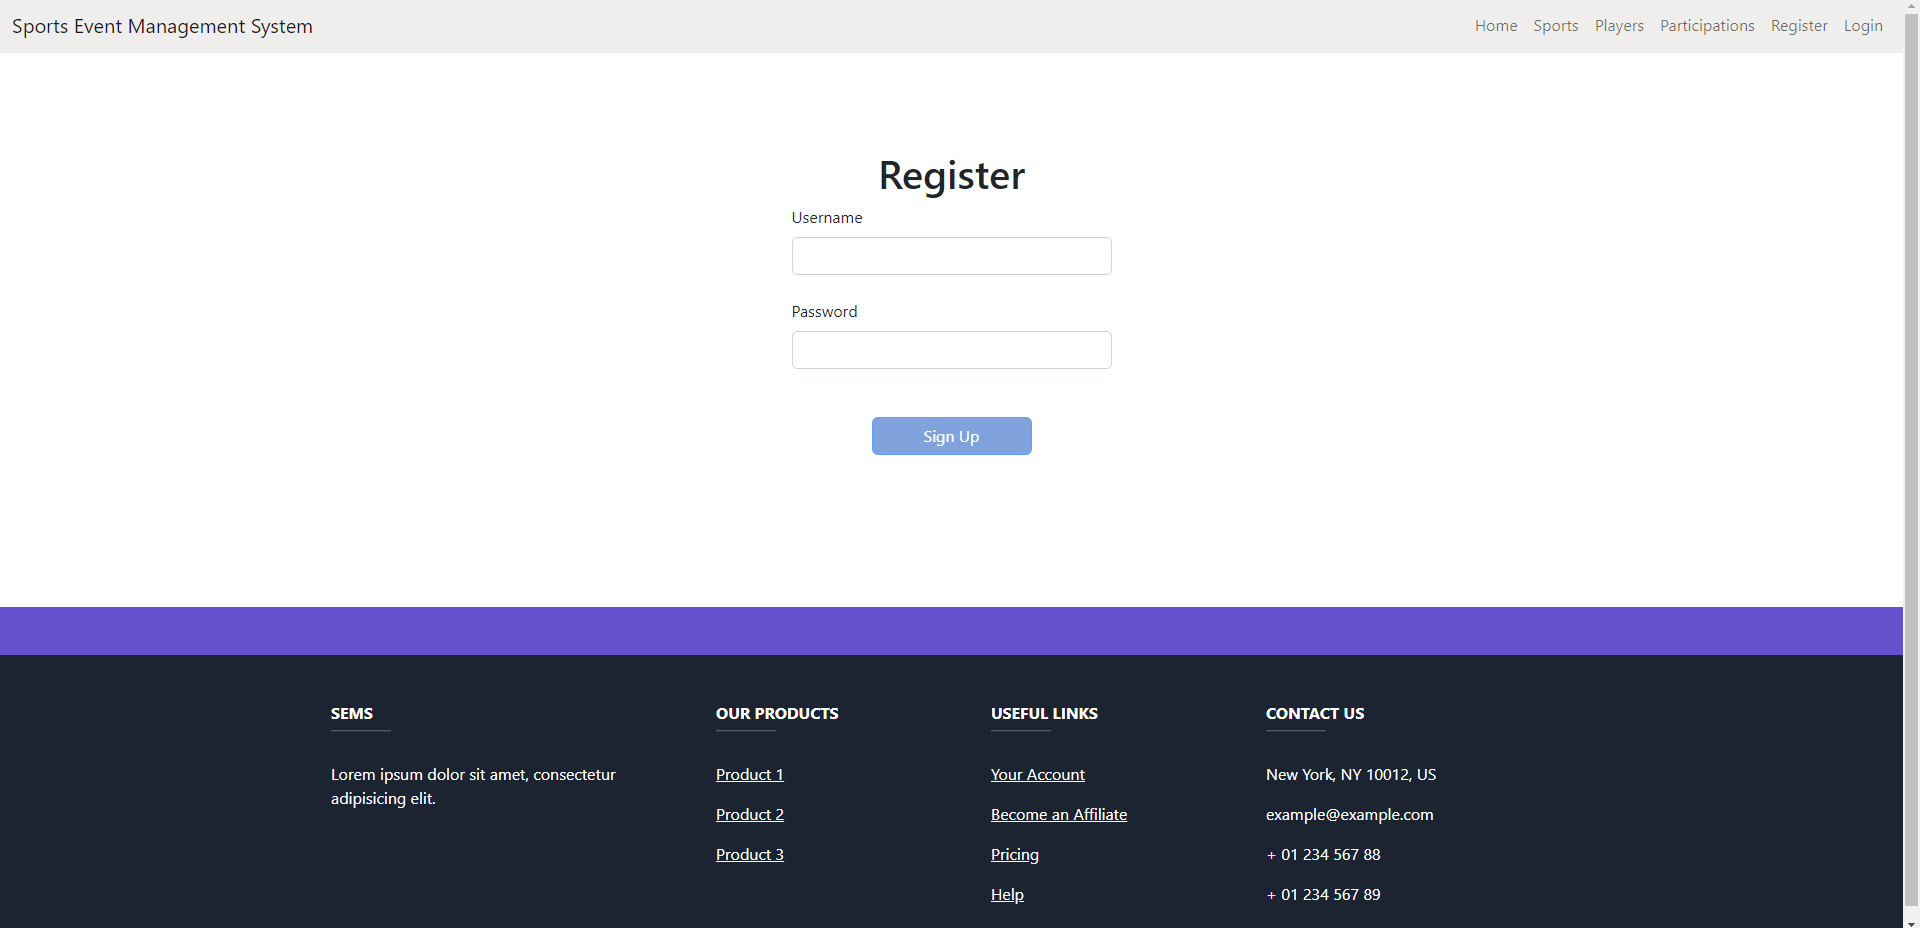 Sports Event Management System
Home Sports Players Participations Register Login
Register
Username
Password
Sign Up
SEMS
Lorem ipsum dolor sit amet, consectetur
adipisicing elit.
OUR PRODUCTS
Product 1
Product 2
Product 3
USEFUL LINKS
Your Account
Become an Affiliate
Pricing
Help
CONTACT US
New York, NY 10012, US
example@example.com
+ 01 234 567 88
+ 01 234 567 89